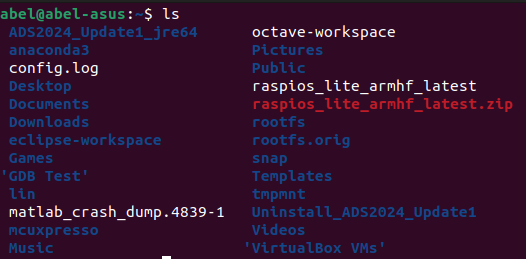 abel@abel-asus:~$ ls
ADS2024_Update1_jre64 octave-workspace
anaconda3 Pictures
config.log Public
Desktop raspios_lite_armhf_latest
Documents raspios_lite_armhf_latest.zip
Downloads rootfs
eclipse-workspace rootfs.orig
Games snap
'GDB Test' Templates
lin tmpmnt
matlab_crash_dump.4839-1 Uninstall_ADS2024_Update1
mcuxpresso Videos
Music 'VirtualBox VMs'